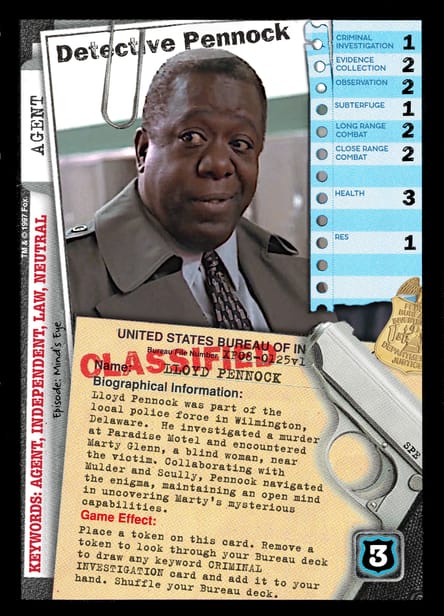 Detective Pennock
AGENT
KEYWORDS: AGENT, INDEPENDENT, LAW, NEUTRAL
TM & © 1997 Fox.
Episode: Mind's Eye
CRIMINAL INVESTIGATION 1
EVIDENCE COLLECTION 2
OBSERVATION 2
SUBTERFUGE 1
LONG RANGE COMBAT 2
CLOSE RANGE COMBAT 2
HEALTH 3
RES 1
UNITED STATES BUREAU OF IN
Bureau File Number XP08-0125v1
CLASSIFIED
Name: LLOYD PENNOCK
Biographical Information:
Lloyd Pennock was part of the
local police force in Wilmington,
Delaware. He investigated a murder
at Paradise Motel and encountered
Marty Glenn, a blind woman, near
the victim. Collaborating with
Mulder and Scully, Pennock navigated
the enigma, maintaining an open mind
in uncovering Marty's mysterious
capabilities.
Game Effect:
Place a token on this card. Remove a
token to look through your Bureau deck
to draw any keyword CRIMINAL
INVESTIGATION card and add it to your
hand. Shuffle your Bureau deck.
SPE
3